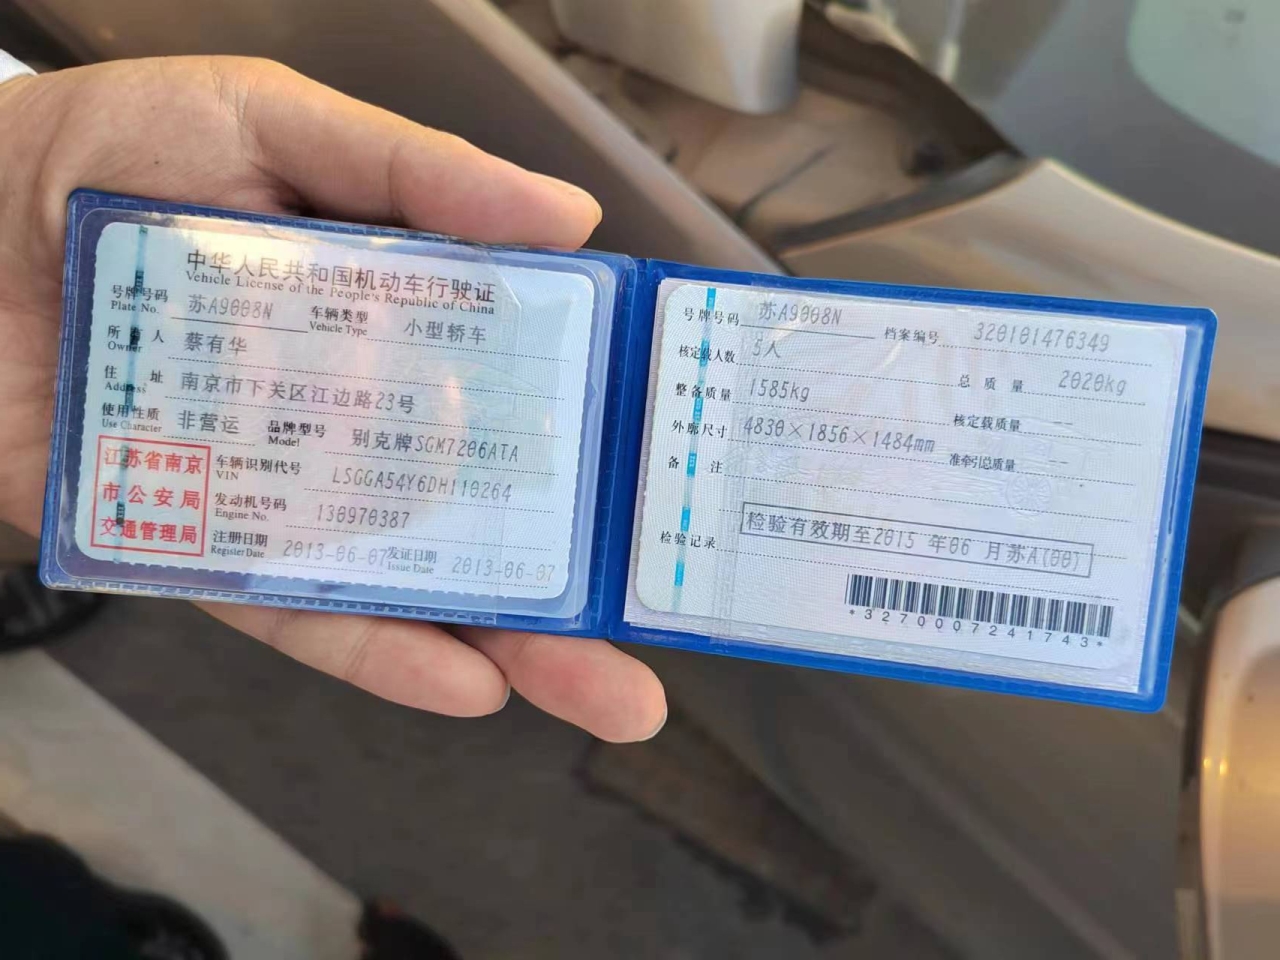 中华人民共和国机动车行驶证
Vehicle License of the People's Republic of China
号牌号码 苏A9008N 车辆类型 小型轿车
Plate No. Vehicle Type
所有人 蔡有华
Owner
住址 南京市下关区江边路23号
Address
使用性质 非营运 品牌型号 别克牌SGM7206ATA
Use Character Model
江苏省南京
市公安局
交通管理局
车辆识别代号 LSGGA54Y6DH110264
VIN
发动机号码 130970387
Engine No.
注册日期 2013-06-07 发证日期 2013-06-07
Register Date Issue Date
号牌号码 苏A9008N 档案编号 320101476349
核定载人数 5人 总质量 2020kg
整备质量 1585kg 核定载质量 --
外廓尺寸 4830×1856×1484mm 准牵引总质量 --
备注
检验记录 检验有效期至2015 年06 月苏A(00)
*3270007241743*